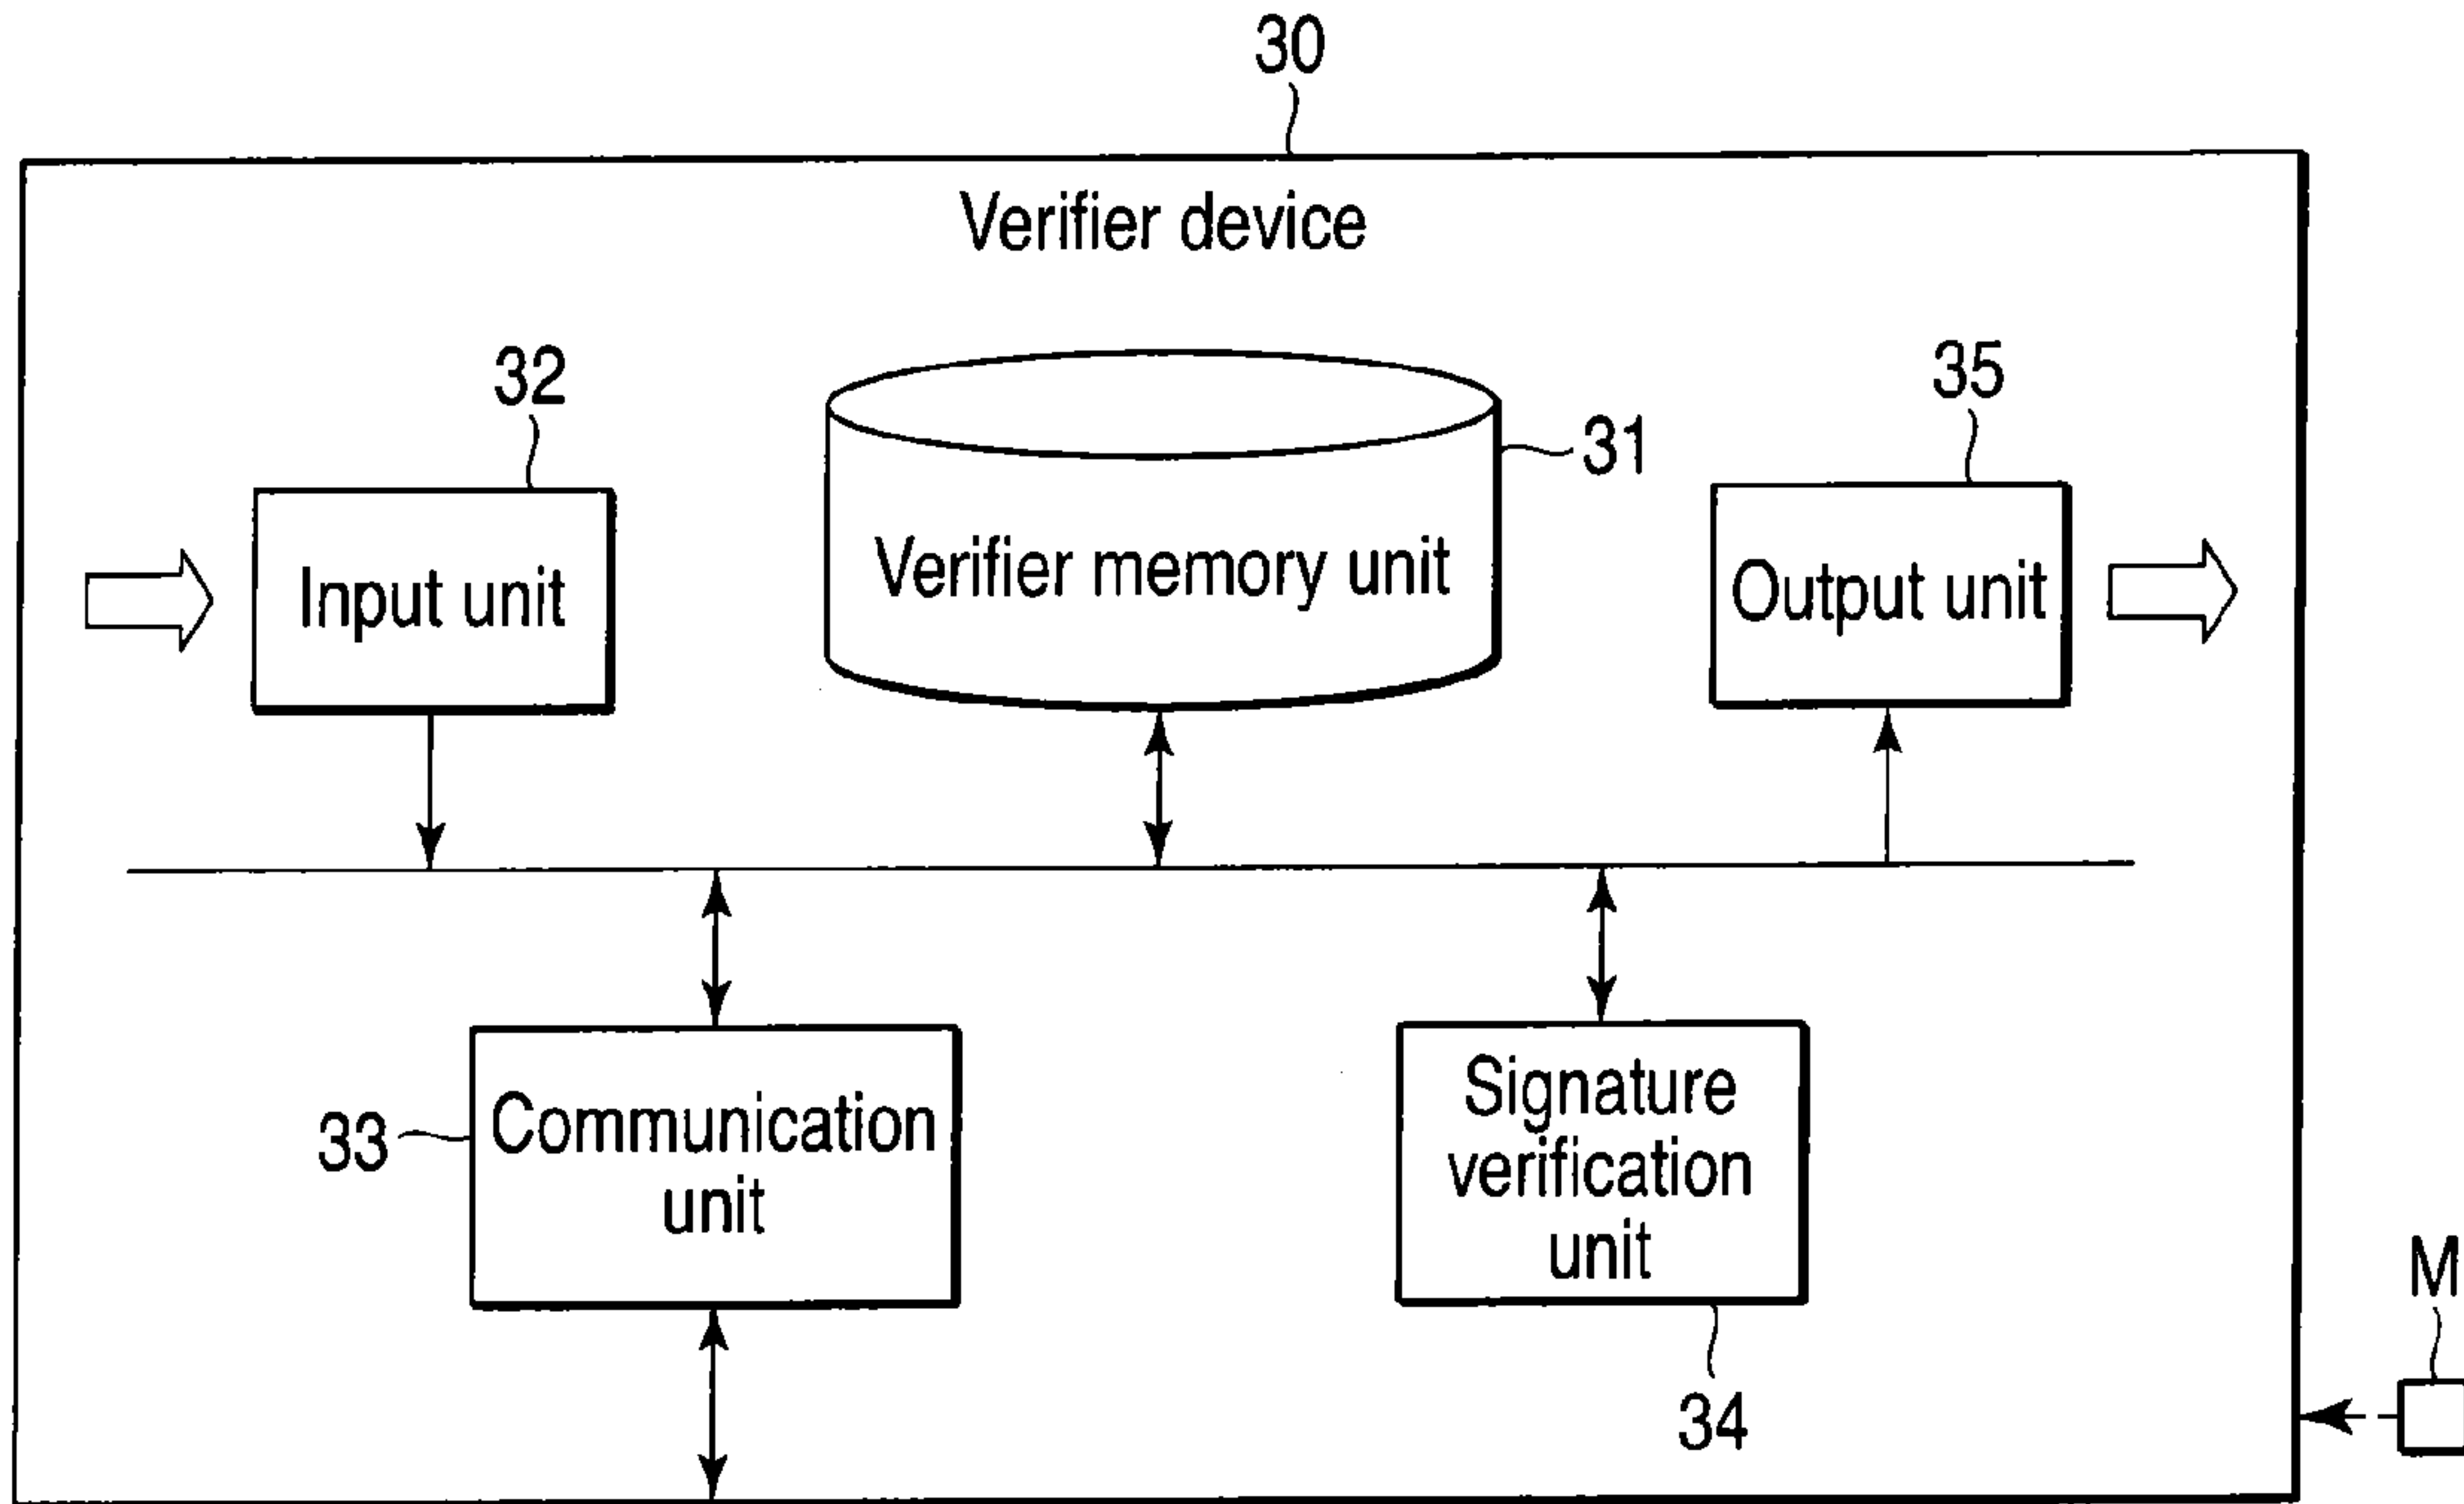 30
Verifier device
32
35
31
Verifier memory unit
Input unit
Output unit
Communication
unit
33
Signature
verification
unit
34
M